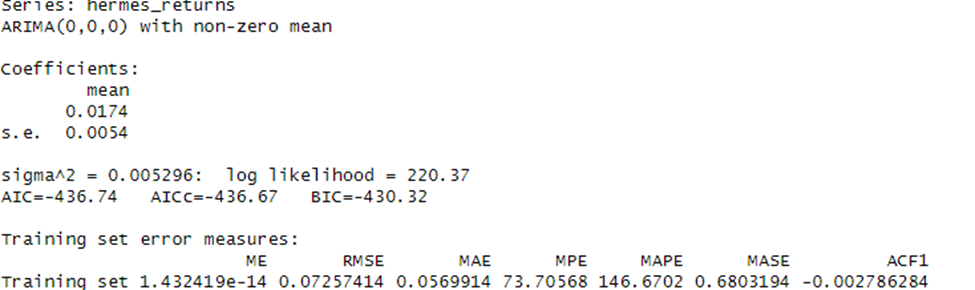 Series: hermes_returns
ARIMA(0,0,0) with non-zero mean
Coefficients:
mean
0.0174
s.e. 0.0054
sigma^2 = 0.005296: log likelihood = 220.37
AIC=-436.74 AICc=-436.67 BIC=-430.32
Training set error measures:
ME RMSE MAE MPE MAPE MASE ACF1
Training set 1.432419e-14 0.07257414 0.0569914 73.70568 146.6702 0.6803194 -0.002786284